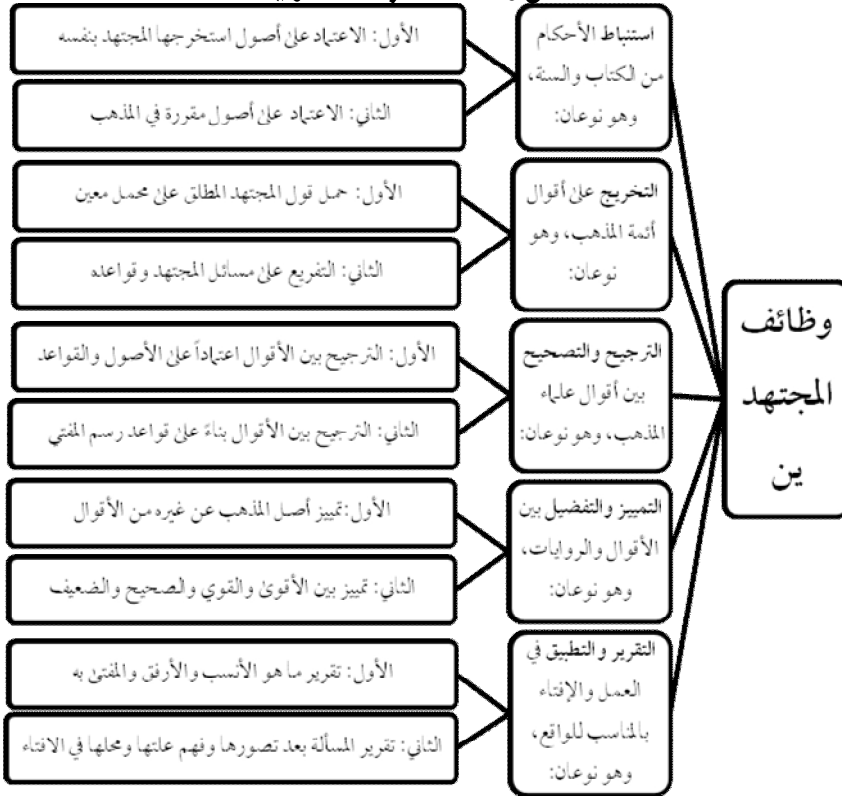 وظائف
المجتهد
ين
استنباط الأحكام
من الكتاب والسنة،
وهو نوعان:
الأول: الاعتماد على أصول استخرجها المجتهد بنفسه
الثاني: الاعتماد على أصول مقررة في المذهب
التخريج على أقوال
أئمة المذهب، وهو
نوعان:
الأول: حمل قول المجتهد المطلق على محمل معين
الثاني: التفريع على مسائل المجتهد وقواعده
الترجيح والتصحيح
بين أقوال علماء
المذهب، وهو نوعان:
الأول: الترجيح بين الأقوال اعتماداً على الأصول والقواعد
الثاني: الترجيح بين الأقوال بناءً على قواعد رسم المفتي
التمييز والتفضيل بين
الأقوال والروايات،
وهو نوعان:
الأول:تمييز أصل المذهب عن غيره من الأقوال
الثاني: تمييز بين الأقوى والقوي والصحيح والضعيف
التقرير والتطبيق في
العمل والإفتاء
بالمناسب للواقع،
وهو نوعان:
الأول: تقرير ما هو الأنسب والأرفق والمفتى به
الثاني: تقرير المسألة بعد تصورها وفهم علتها ومحلها في الافتاء